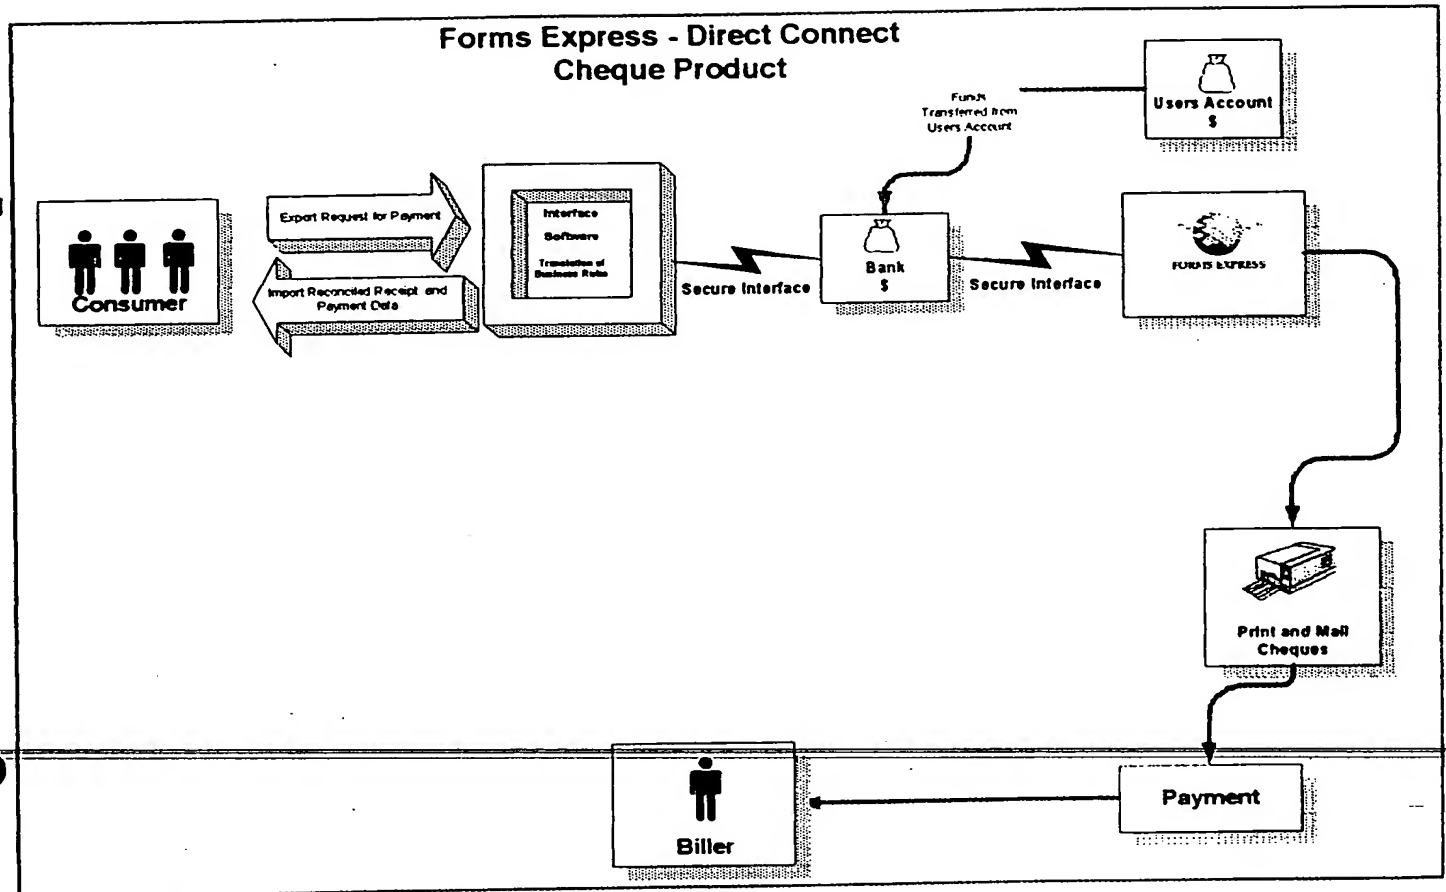 Forms Express - Direct Connect
Cheque Product
Users Account
$
Funds
Transferred from
Users Account
Consumer
Export Request for Payment
Import Reconciled Receipt and
Payment Data
Interface
Software
Translation of
Business Rules
Secure Interface
Bank
$
Secure Interface
FORMS EXPRESS
Print and Mail
Cheques
Payment
Biller